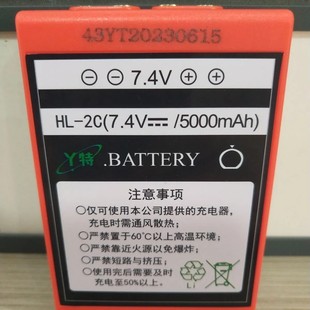 43YT20230615
⊖ ⊖ 7.4V ⊕ ⊕
HL-2C(7.4V⎓/5000mAh)
Y特 .BATTERY
注意事项
●仅可使用本公司提供的充电器,
充电时需通风散热;
●严禁置于60℃以上高温环境;
●严禁靠近火源以免爆炸;
●严禁短路与挤压;
●使用完后需要及时充
电至50%以上.
Li